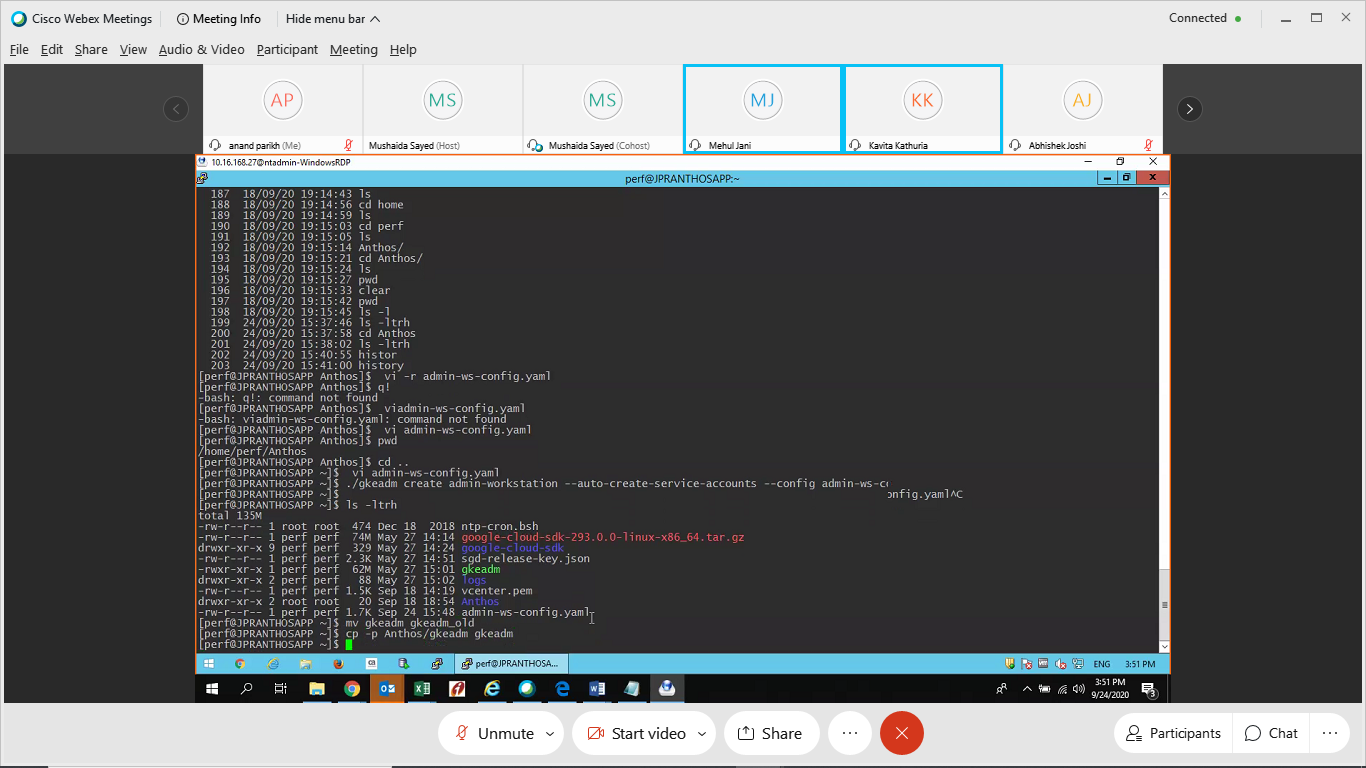 Cisco Webex Meetings Meeting Info Hide menu bar Connected
File Edit Share View Audio & Video Participant Meeting Help
AP MS MS MJ KK AJ
anand parikh (Me) Mushaida Sayed (Host) Mushaida Sayed (Cohost) Mehul Jani Kavita Kathuria Abhishek Joshi
10.16.168.27@ntadmin-WindowsRDP
perf@JPRANTHOSAPP:~
187 18/09/20 19:14:43 ls
188 18/09/20 19:14:56 cd home
189 18/09/20 19:14:59 ls
190 18/09/20 19:15:03 cd perf
191 18/09/20 19:15:05 ls
192 18/09/20 19:15:14 Anthos/
193 18/09/20 19:15:21 cd Anthos/
194 18/09/20 19:15:24 ls
195 18/09/20 19:15:27 pwd
196 18/09/20 19:15:33 clear
197 18/09/20 19:15:42 pwd
198 18/09/20 19:15:45 ls -l
199 24/09/20 15:37:46 ls -ltrh
200 24/09/20 15:37:58 cd Anthos
201 24/09/20 15:38:02 ls -ltrh
202 24/09/20 15:40:55 histor
203 24/09/20 15:41:00 history
[perf@JPRANTHOSAPP Anthos]$ vi -r admin-ws-config.yaml
[perf@JPRANTHOSAPP Anthos]$ q!
-bash: q!: command not found
[perf@JPRANTHOSAPP Anthos]$ viadmin-ws-config.yaml
-bash: viadmin-ws-config.yaml: command not found
[perf@JPRANTHOSAPP Anthos]$ vi admin-ws-config.yaml
[perf@JPRANTHOSAPP Anthos]$ pwd
/home/perf/Anthos
[perf@JPRANTHOSAPP Anthos]$ cd ..
[perf@JPRANTHOSAPP ~]$ vi admin-ws-config.yaml
[perf@JPRANTHOSAPP ~]$ ./gkeadm create admin-workstation --auto-create-service-accounts --config admin-ws-co
[perf@JPRANTHOSAPP ~]$ onfig.yaml^C
[perf@JPRANTHOSAPP ~]$ ls -ltrh
total 135M
-rw-r--r-- 1 root root 474 Dec 18 2018 ntp-cron.bsh
-rw-r--r-- 1 perf perf 74M May 27 14:14 google-cloud-sdk-293.0.0-linux-x86_64.tar.gz
drwxr-xr-x 9 perf perf 329 May 27 14:24 google-cloud-sdk
-rw-r--r-- 1 perf perf 2.3K May 27 14:51 sgd-release-key.json
-rwxr-xr-x 1 perf perf 62M May 27 15:01 gkeadm
drwxr-xr-x 2 perf perf 88 May 27 15:02 logs
-rw-r--r-- 1 perf perf 1.5K Sep 18 14:19 vcenter.pem
drwxr-xr-x 2 root root 20 Sep 18 18:54 Anthos
-rw-r--r-- 1 perf perf 1.7K Sep 24 15:48 admin-ws-config.yaml
[perf@JPRANTHOSAPP ~]$ mv gkeadm gkeadm_old
[perf@JPRANTHOSAPP ~]$ cp -p Anthos/gkeadm gkeadm
[perf@JPRANTHOSAPP ~]$
perf@JPRANTHOSA... ENG 3:51 PM
3:51 PM
9/24/2020
3
Unmute Start video Share Participants Chat